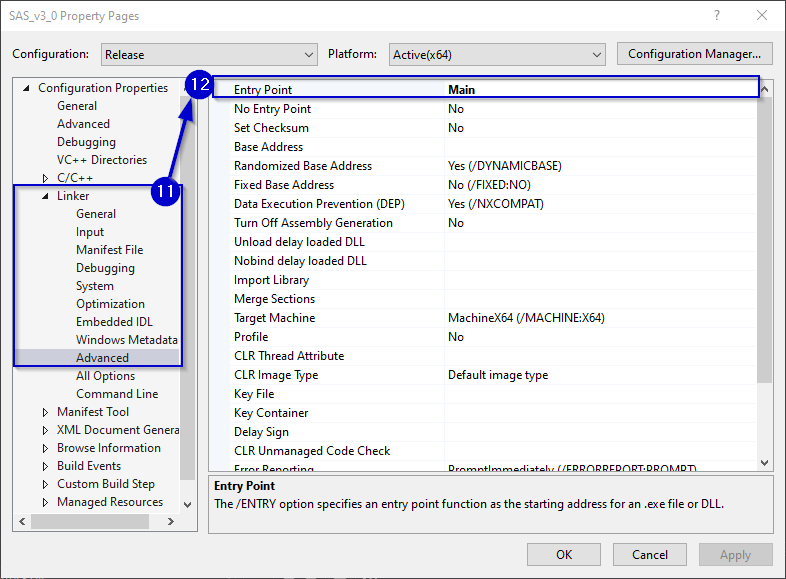 SAS_v3_0 Property Pages
Configuration: Release Platform: Active(x64) Configuration Manager...
Configuration Properties
General
Advanced
Debugging
VC++ Directories
C/C++
Linker
General
Input
Manifest File
Debugging
System
Optimization
Embedded IDL
Windows Metadata
Advanced
All Options
Command Line
Manifest Tool
XML Document Genera
Browse Information
Build Events
Custom Build Step
Managed Resources
11
12
Entry Point Main
No Entry Point No
Set Checksum No
Base Address
Randomized Base Address Yes (/DYNAMICBASE)
Fixed Base Address No (/FIXED:NO)
Data Execution Prevention (DEP) Yes (/NXCOMPAT)
Turn Off Assembly Generation No
Unload delay loaded DLL
Nobind delay loaded DLL
Import Library
Merge Sections
Target Machine MachineX64 (/MACHINE:X64)
Profile No
CLR Thread Attribute
CLR Image Type Default image type
Key File
Key Container
Delay Sign
CLR Unmanaged Code Check
Error Reporting PromptImmediately (/ERRORREPORT:PROMPT)
Entry Point
The /ENTRY option specifies an entry point function as the starting address for an .exe file or DLL.
OK Cancel Apply